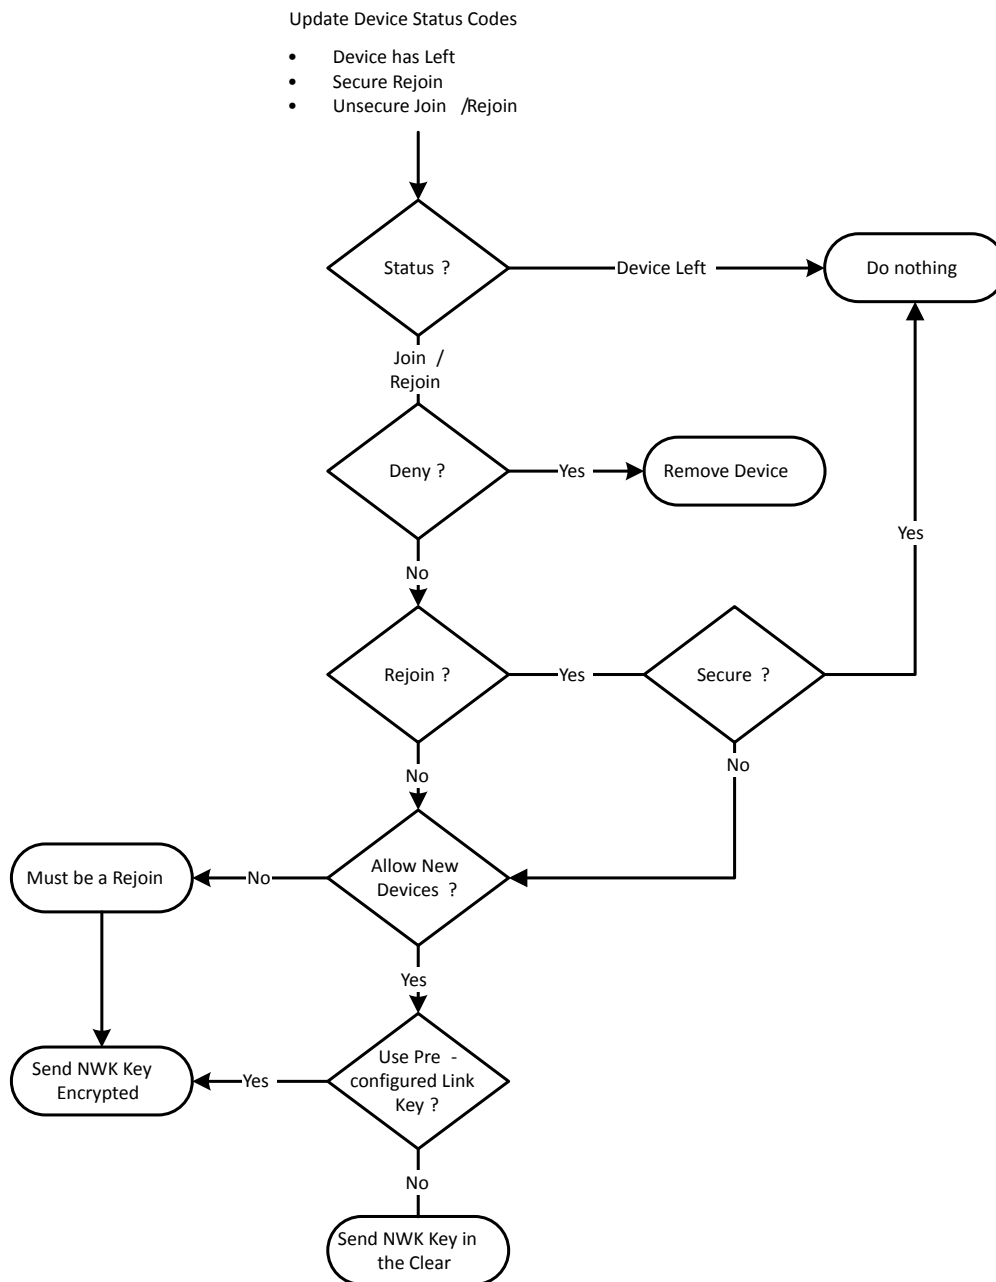 Update Device Status Codes
• Device has Left
• Secure Rejoin
• Unsecure Join /Rejoin
Status ?
Device Left
Do nothing
Join /
Rejoin
Deny ?
Yes
Remove Device
Yes
No
Rejoin ?
Yes
Secure ?
No
No
Allow New
Devices ?
No
Must be a Rejoin
Yes
Use Pre -
configured Link
Key ?
Yes
Send NWK Key
Encrypted
No
Send NWK Key in
the Clear